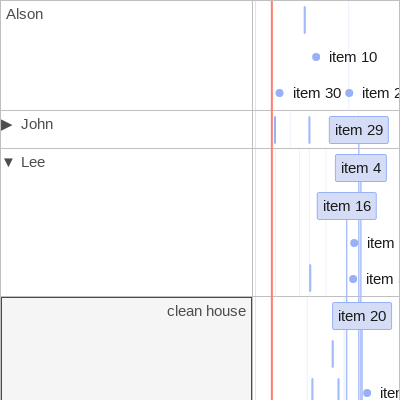 Alson
item 10
item 30
item 2
▶ John
item 29
▼ Lee
item 4
item 16
item
item
clean house
item 20